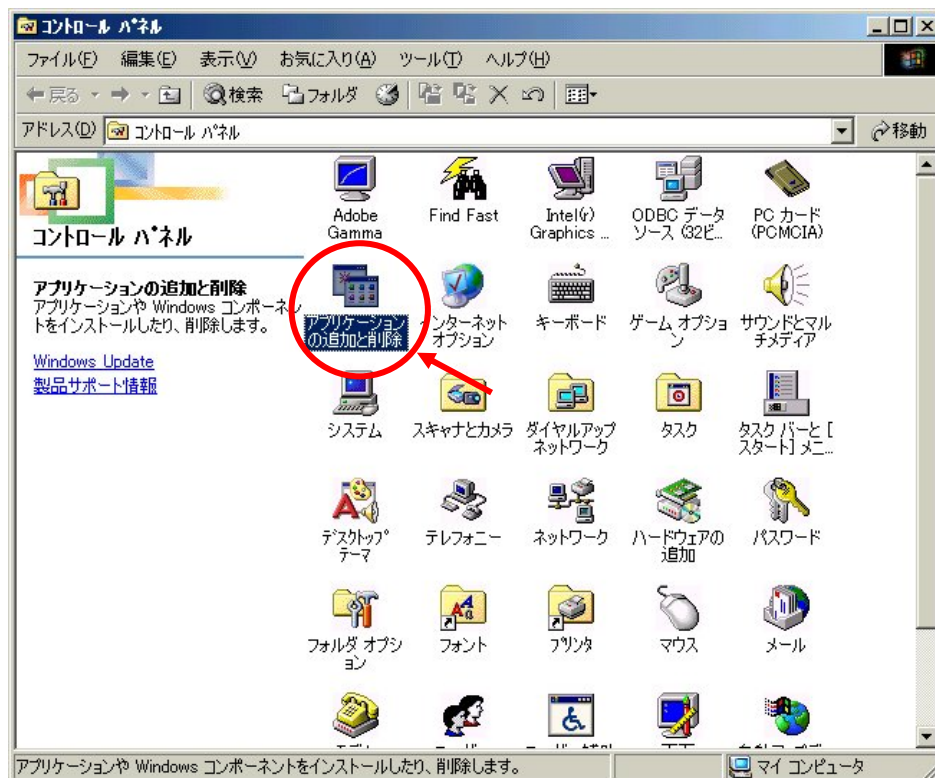 コントロール パネル
ファイル(F) 編集(E) 表示(V) お気に入り(A) ツール(T) ヘルプ(H)
戻る 検索 フォルダ
アドレス(D) コントロール パネル 移動
コントロール パネル
アプリケーションの追加と削除
アプリケーションや Windows コンポーネン
トをインストールしたり、削除します。
Windows Update
製品サポート情報
Adobe
Gamma
Find Fast
Intel(r)
Graphics ...
ODBC データ
ソース (32ビ...
PC カード
(PCMCIA)
アプリケーション
の追加と削除
インターネット
オプション
キーボード
ゲーム オプショ
ン
サウンドとマル
チメディア
システム
スキャナとカメラ
ダイヤルアップ
ネットワーク
タスク
タスク バーと [
スタート] メニ...
デスクトップ
テーマ
テレフォニー
ネットワーク
ハードウェアの
追加
パスワード
フォルダ オプシ
ョン
フォント
プリンタ
マウス
メール
アプリケーションや Windows コンポーネントをインストールしたり、削除します。 マイ コンピュータ